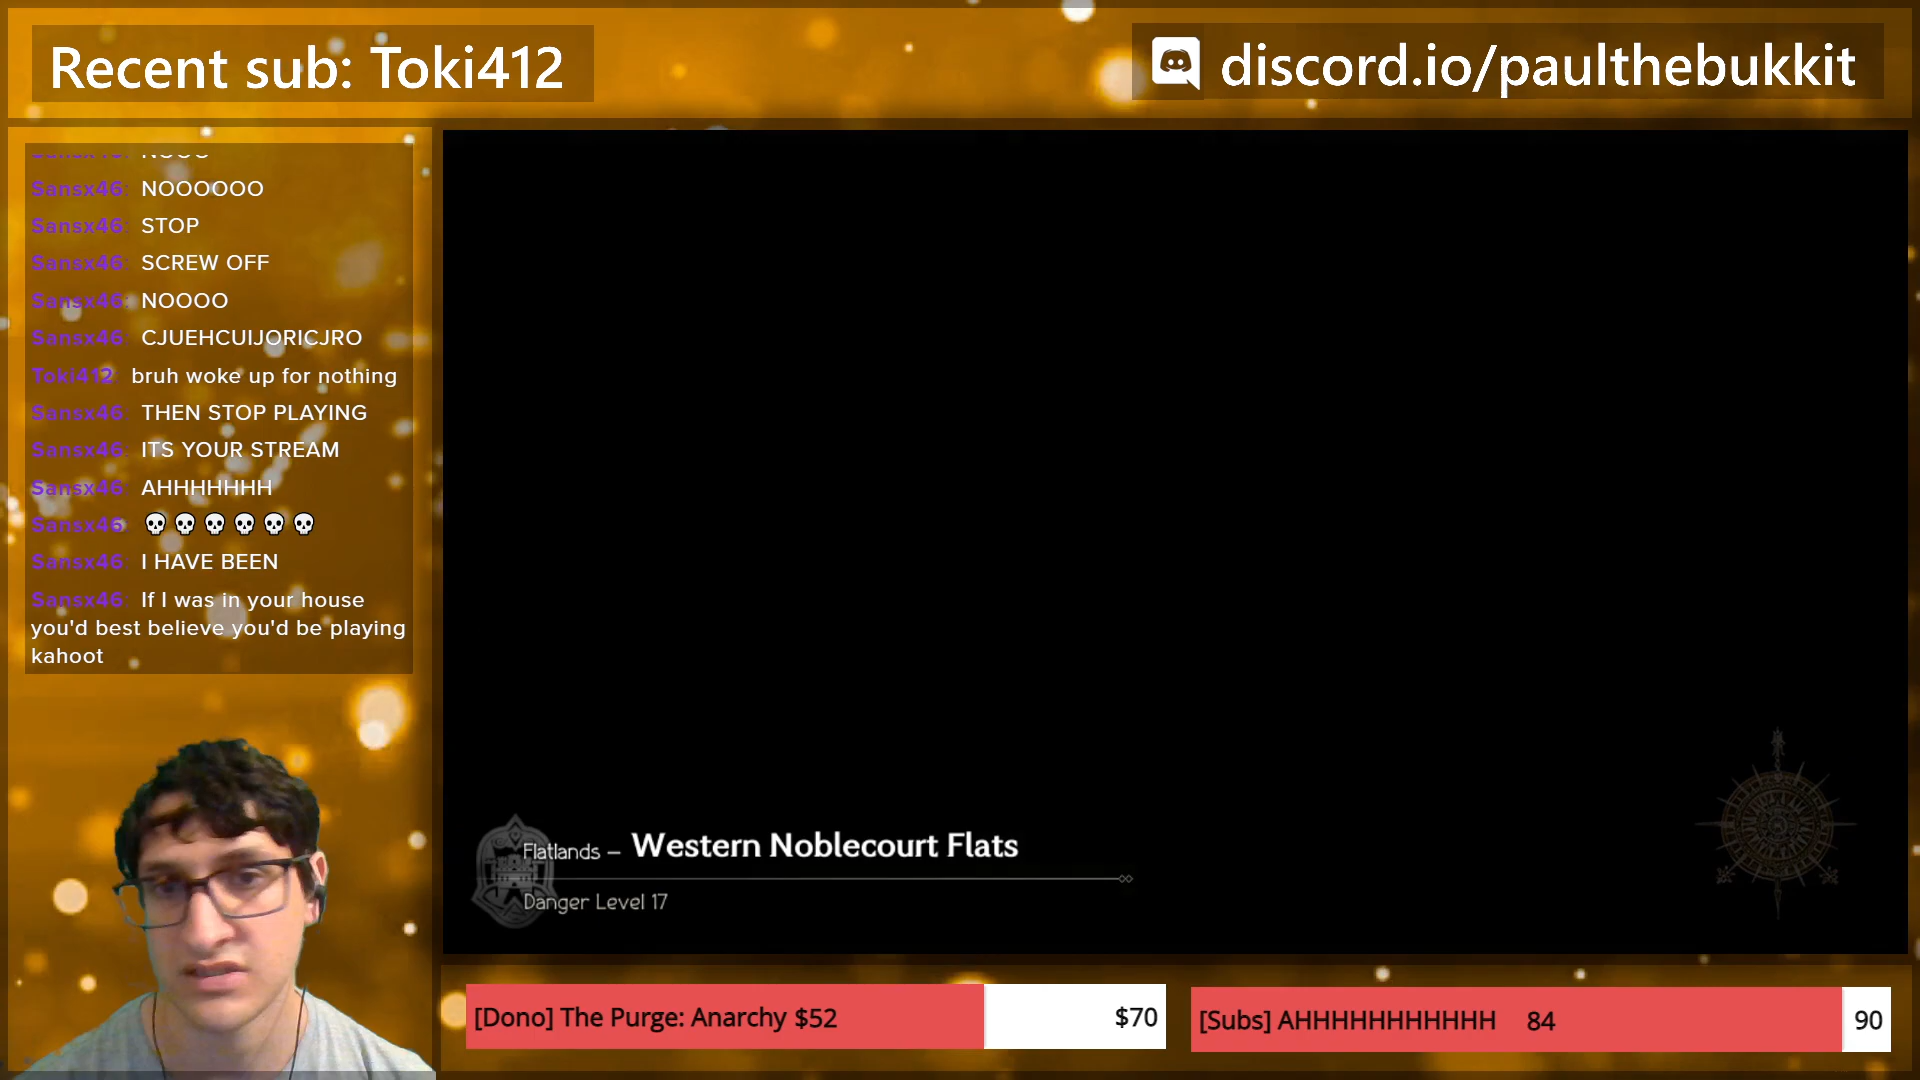 Recent sub: Toki412
discord.io/paulthebukkit
Sansx46: NOOOOOO
Sansx46: STOP
Sansx46: SCREW OFF
Sansx46: NOOOO
Sansx46: CJUEHCUIJORICJRO
Toki412: bruh woke up for nothing
Sansx46: THEN STOP PLAYING
Sansx46: ITS YOUR STREAM
Sansx46: AHHHHHHH
Sansx46: 💀 💀 💀 💀 💀 💀
Sansx46: I HAVE BEEN
Sansx46: If I was in your house
you'd best believe you'd be playing
kahoot
Flatlands – Western Noblecourt Flats
Danger Level 17
[Dono] The Purge: Anarchy $52 $70
[Subs] AHHHHHHHHHHH 84 90